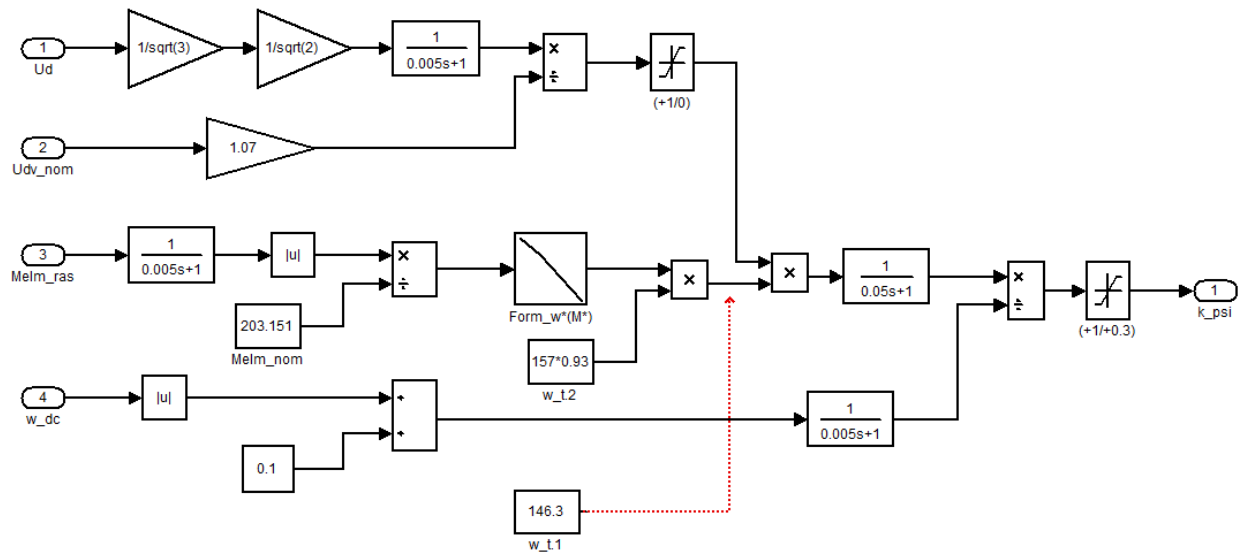 1
Ud
1/sqrt(3)
1/sqrt(2)
1
0.005s+1
×
÷
(+1/0)
2
Udv_nom
1.07
3
Melm_ras
1
0.005s+1
|u|
×
÷
203.151
Melm_nom
Form_w*(M*)
×
157*0.93
w_t.2
×
1
0.05s+1
×
÷
(+1/+0.3)
1
k_psi
4
w_dc
|u|
0.1
+
+
1
0.005s+1
146.3
w_t.1